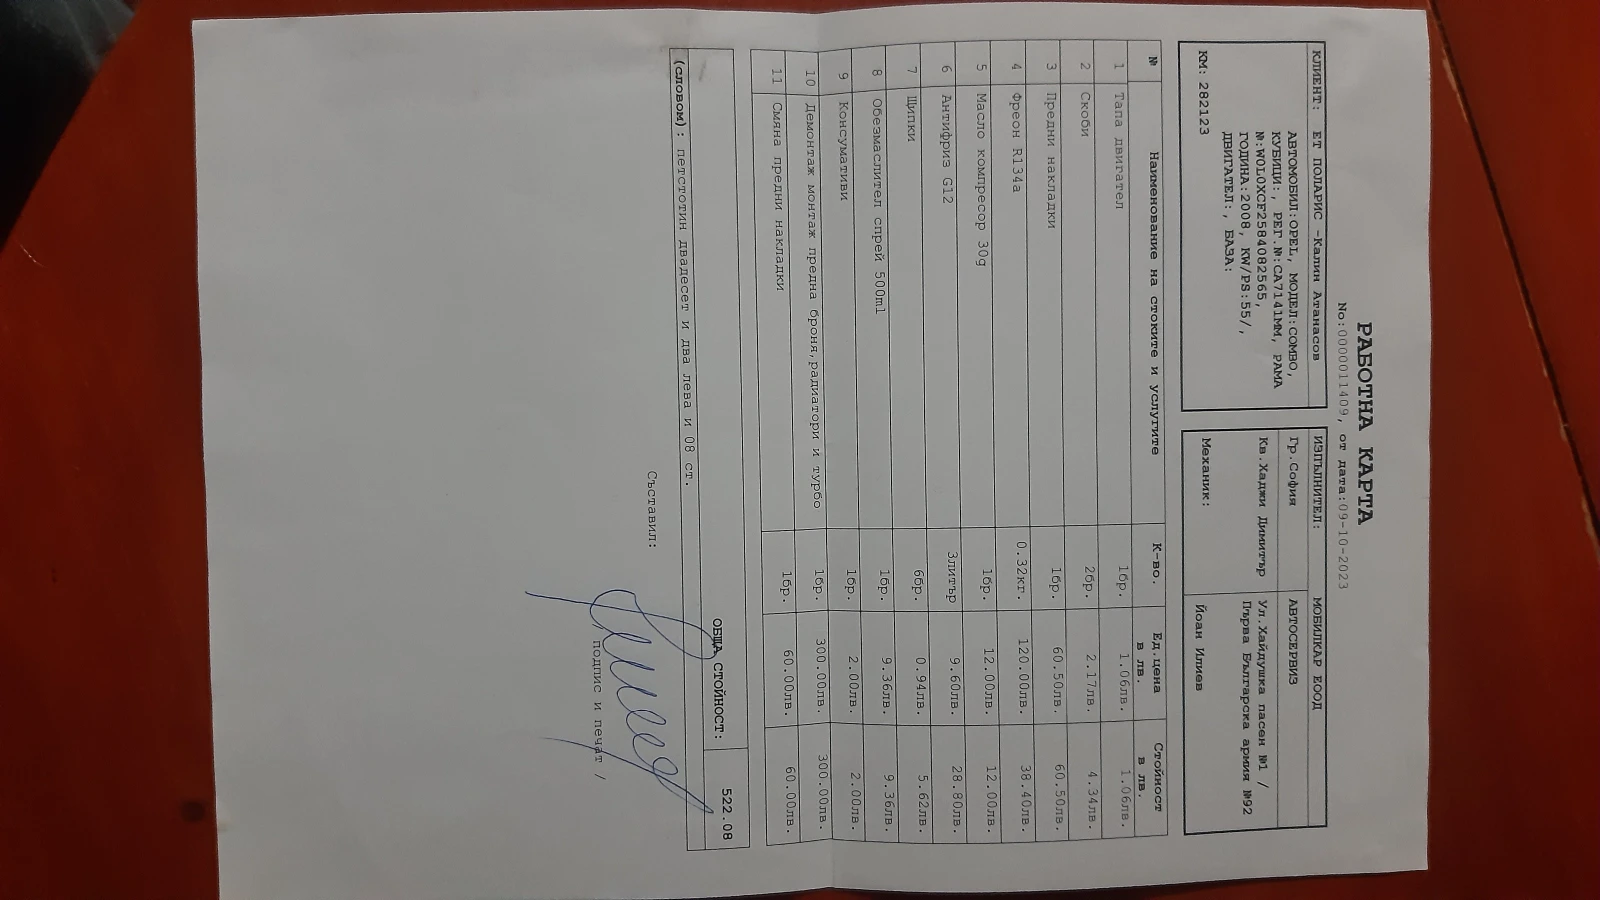 РАБОТНА КАРТА
No:0000011409, от дата:09-10-2023
КЛИЕНТ: ЕТ ПОЛАРИС -Калин Атанасов
АВТОМОБИЛ:OPEL, МОДЕЛ:COMBO,
КУБИЦИ:, РЕГ.№:CA7141MM, РАМА
№:W0L0XCF2584082565,
ГОДИНА:2008, KW/PS:55/,
ДВИГАТЕЛ:, БАЗА:
КМ: 282123
ИЗПЪЛНИТЕЛ: МОБИЛКАР ЕООД
Гр.София АВТОСЕРВИЗ
Кв.Хаджи Димитър Ул.Хайдушка пасен №1 /
Първа Българска армия №92
Механик: Йоан Илиев
№ Наименование на стоките и услугите К-во. Ед.цена в лв. Стойност в лв.
1 Тапа двигател 1бр. 1.06лв. 1.06лв.
2 Скоби 2бр. 2.17лв. 4.34лв.
3 Предни накладки 1бр. 60.50лв. 60.50лв.
4 Фреон R134a 0.32кг. 120.00лв. 38.40лв.
5 Масло компресор 30g 1бр. 12.00лв. 12.00лв.
6 Антифриз G12 3литър 9.60лв. 28.80лв.
7 Щипки 6бр. 0.94лв. 5.62лв.
8 Обезмаслител спрей 500ml 1бр. 9.36лв. 9.36лв.
9 Консумативи 1бр. 2.00лв. 2.00лв.
10 Демонтаж монтаж предна броня,радиатори и турбо 1бр. 300.00лв. 300.00лв.
11 Смяна предни накладки 1бр. 60.00лв. 60.00лв.
ОБЩА СТОЙНОСТ: 522.08
(словом): петстотин двадесет и два лева и 08 ст.
Съставил:
/ подпис и печат /